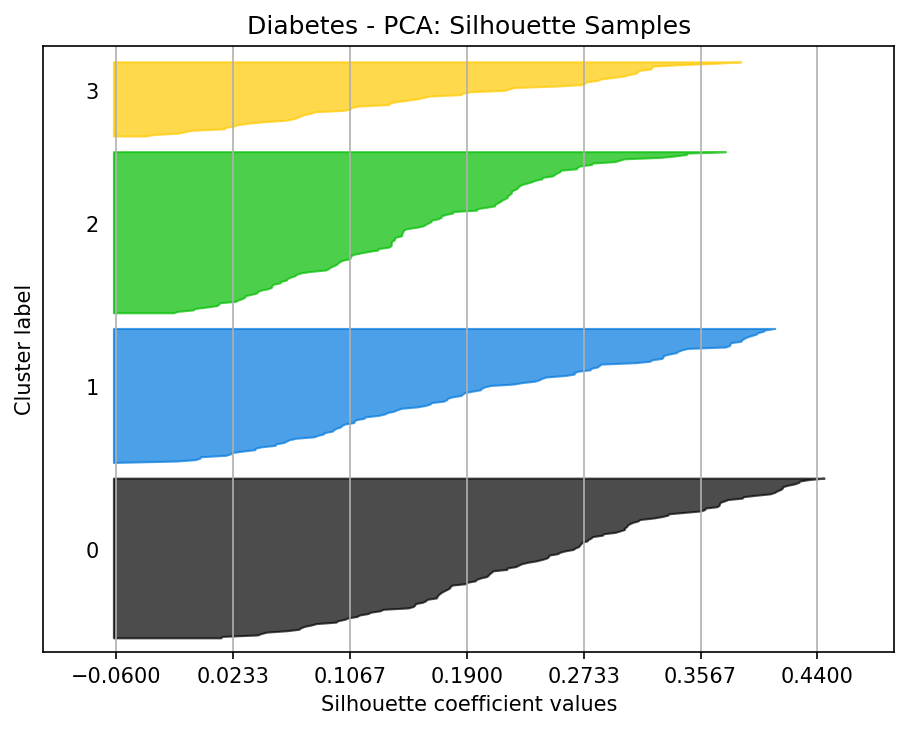 Diabetes - PCA: Silhouette Samples
3
2
1
0
Cluster label
−0.0600 0.0233 0.1067 0.1900 0.2733 0.3567 0.4400
Silhouette coefficient values